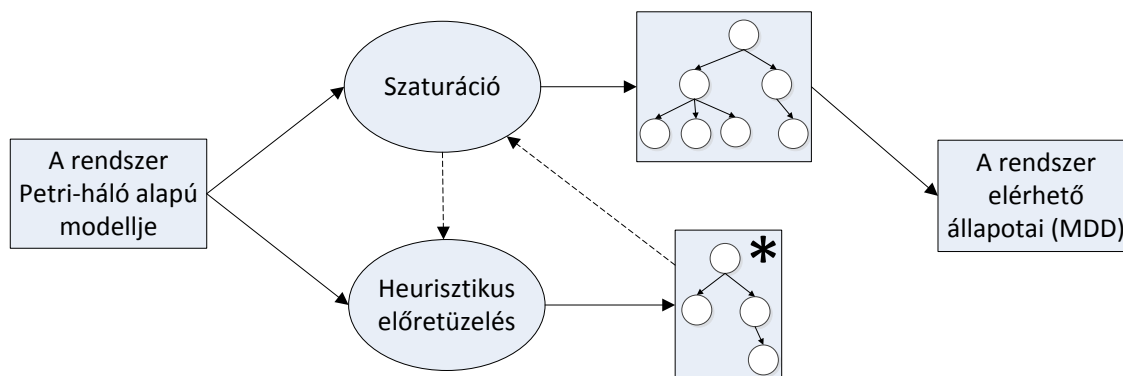 Szaturáció
A rendszer
Petri-háló alapú
modellje
Heurisztikus
előretüzelés
*
A rendszer
elérhető
állapotai (MDD)